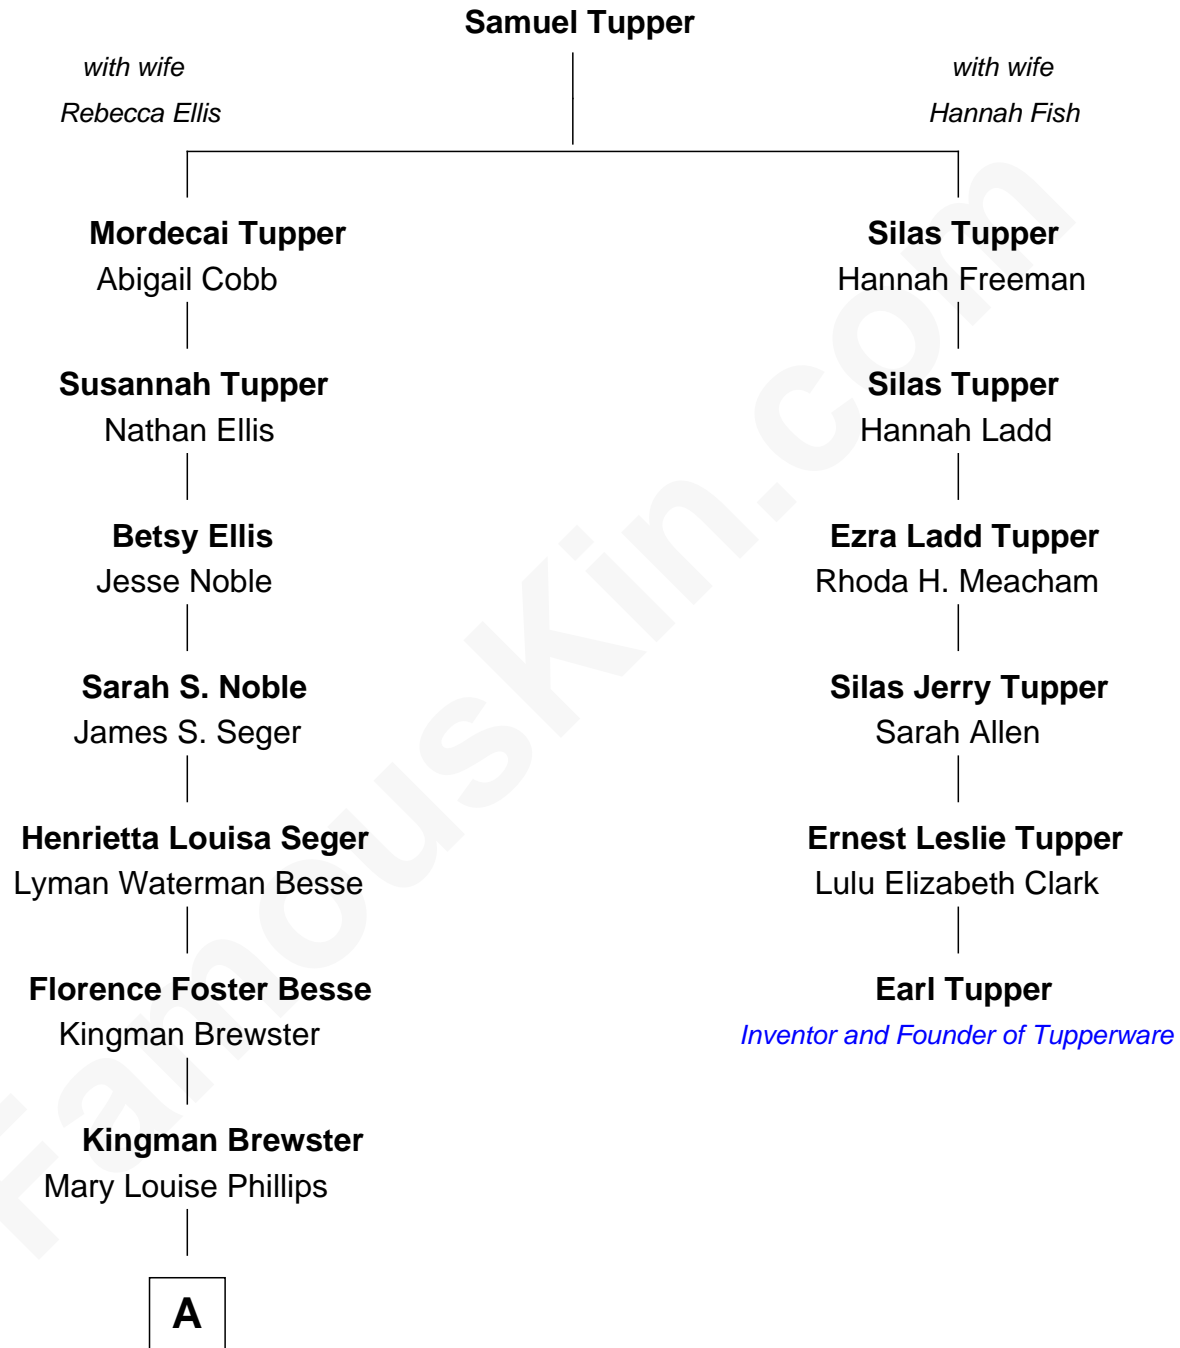 Samuel Tupper
with wife
Rebecca Ellis
with wife
Hannah Fish
Mordecai Tupper
Abigail Cobb
Susannah Tupper
Nathan Ellis
Betsy Ellis
Jesse Noble
Sarah S. Noble
James S. Seger
Henrietta Louisa Seger
Lyman Waterman Besse
Florence Foster Besse
Kingman Brewster
Kingman Brewster
Mary Louise Phillips
A
Silas Tupper
Hannah Freeman
Silas Tupper
Hannah Ladd
Ezra Ladd Tupper
Rhoda H. Meacham
Silas Jerry Tupper
Sarah Allen
Ernest Leslie Tupper
Lulu Elizabeth Clark
Earl Tupper
Inventor and Founder of Tupperware
FamousKin.com